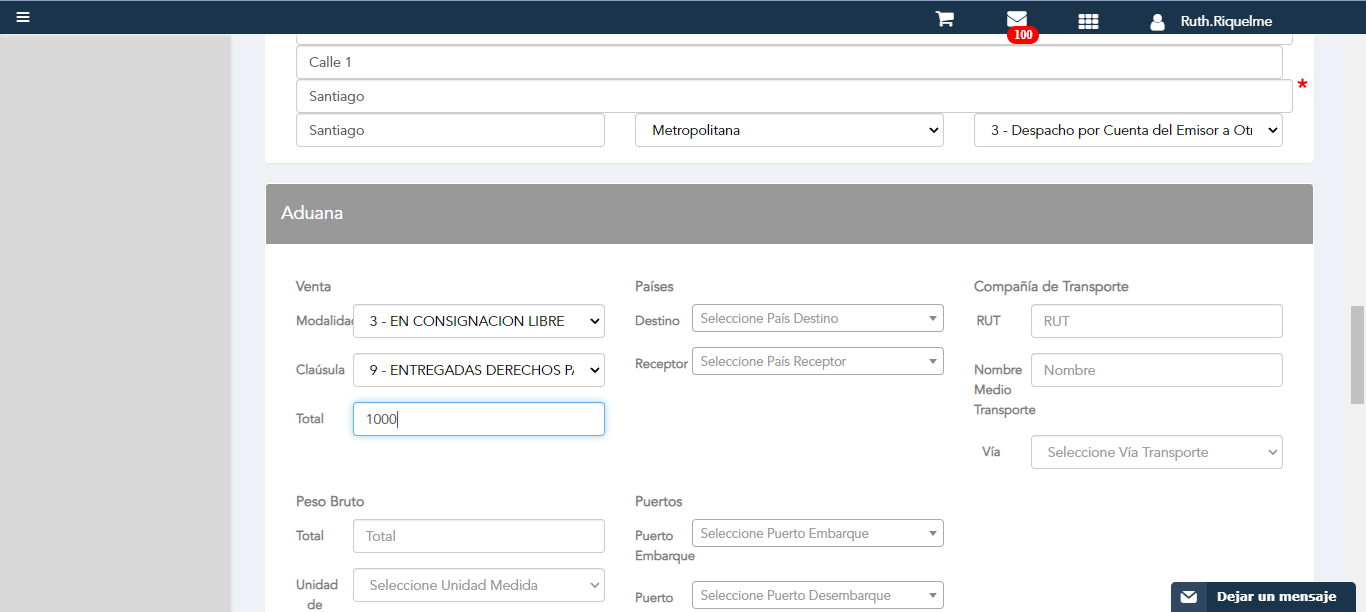 Ruth.Riquelme
100
Calle 1
Santiago
*
Santiago
Metropolitana
3 - Despacho por Cuenta del Emisor a Otr
Aduana
Venta
Países
Compañía de Transporte
Modalidad
3 - EN CONSIGNACION LIBRE
Destino
Seleccione País Destino
RUT
RUT
Claúsula
9 - ENTREGADAS DERECHOS PA
Receptor
Seleccione País Receptor
Nombre
Medio
Transporte
Nombre
Total
1000
Vía
Seleccione Vía Transporte
Peso Bruto
Puertos
Total
Total
Puerto
Embarque
Seleccione Puerto Embarque
Unidad
de
Seleccione Unidad Medida
Puerto
Seleccione Puerto Desembarque
Dejar un mensaje